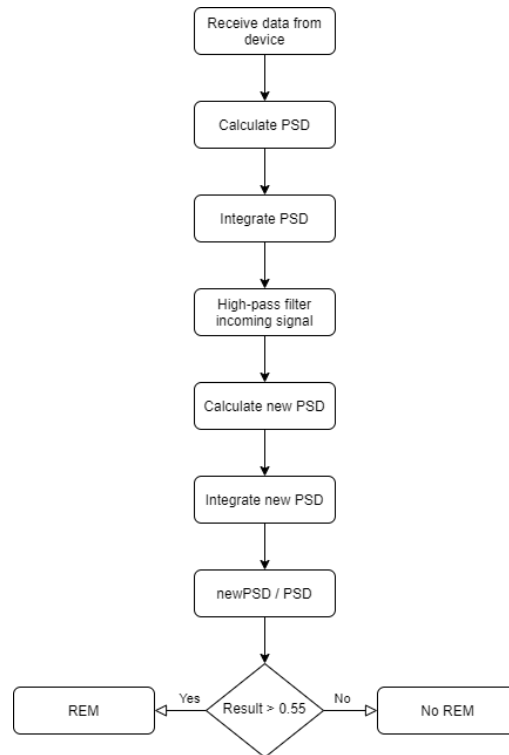 Receive data from
device
Calculate PSD
Integrate PSD
High-pass filter
incoming signal
Calculate new PSD
Integrate new PSD
newPSD / PSD
REM
Yes
Result > 0.55
No
No REM